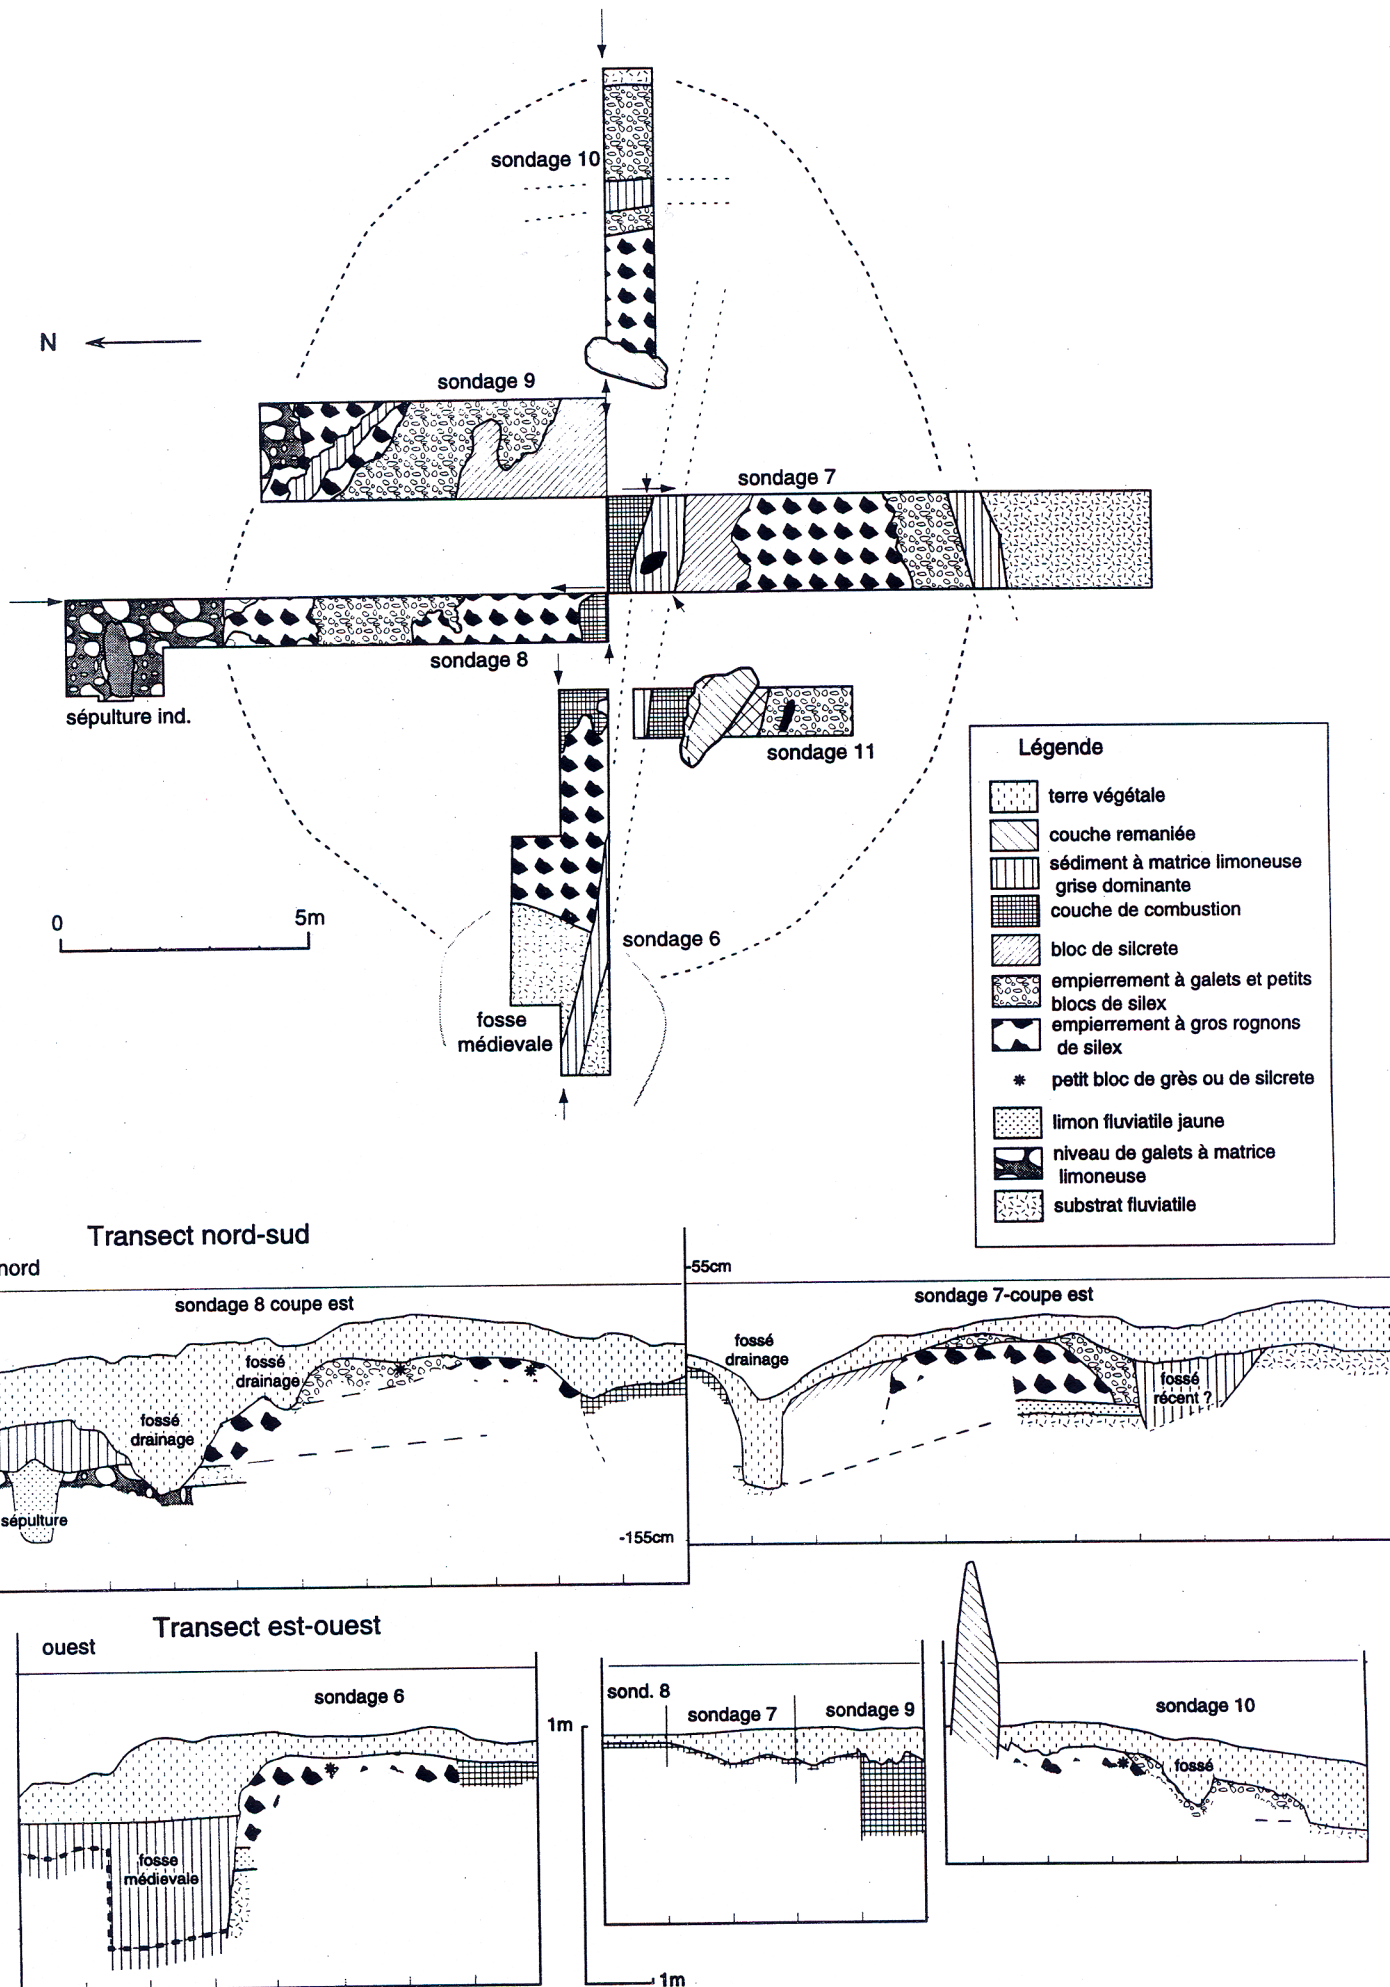 sondage 10
N
sondage 9
sondage 7
sondage 8
sépulture ind.
sondage 11
0
5m
sondage 6
fosse
médievale
Légende
terre végétale
couche remaniée
sédiment à matrice limoneuse
grise dominante
couche de combustion
bloc de silcrete
empierrement à galets et petits
blocs de silex
empierrement à gros rognons
de silex
petit bloc de grès ou de silcrete
limon fluviatile jaune
niveau de galets à matrice
limoneuse
substrat fluviatile
Transect nord-sud
nord
-55cm
sondage 8 coupe est
sondage 7-coupe est
fossé
drainage
fossé
drainage
fossé
drainage
fossé
récent ?
sépulture
-155cm
Transect est-ouest
ouest
sondage 6
fosse
médievale
1m
1m
sond. 8
sondage 7
sondage 9
sondage 10
fossé